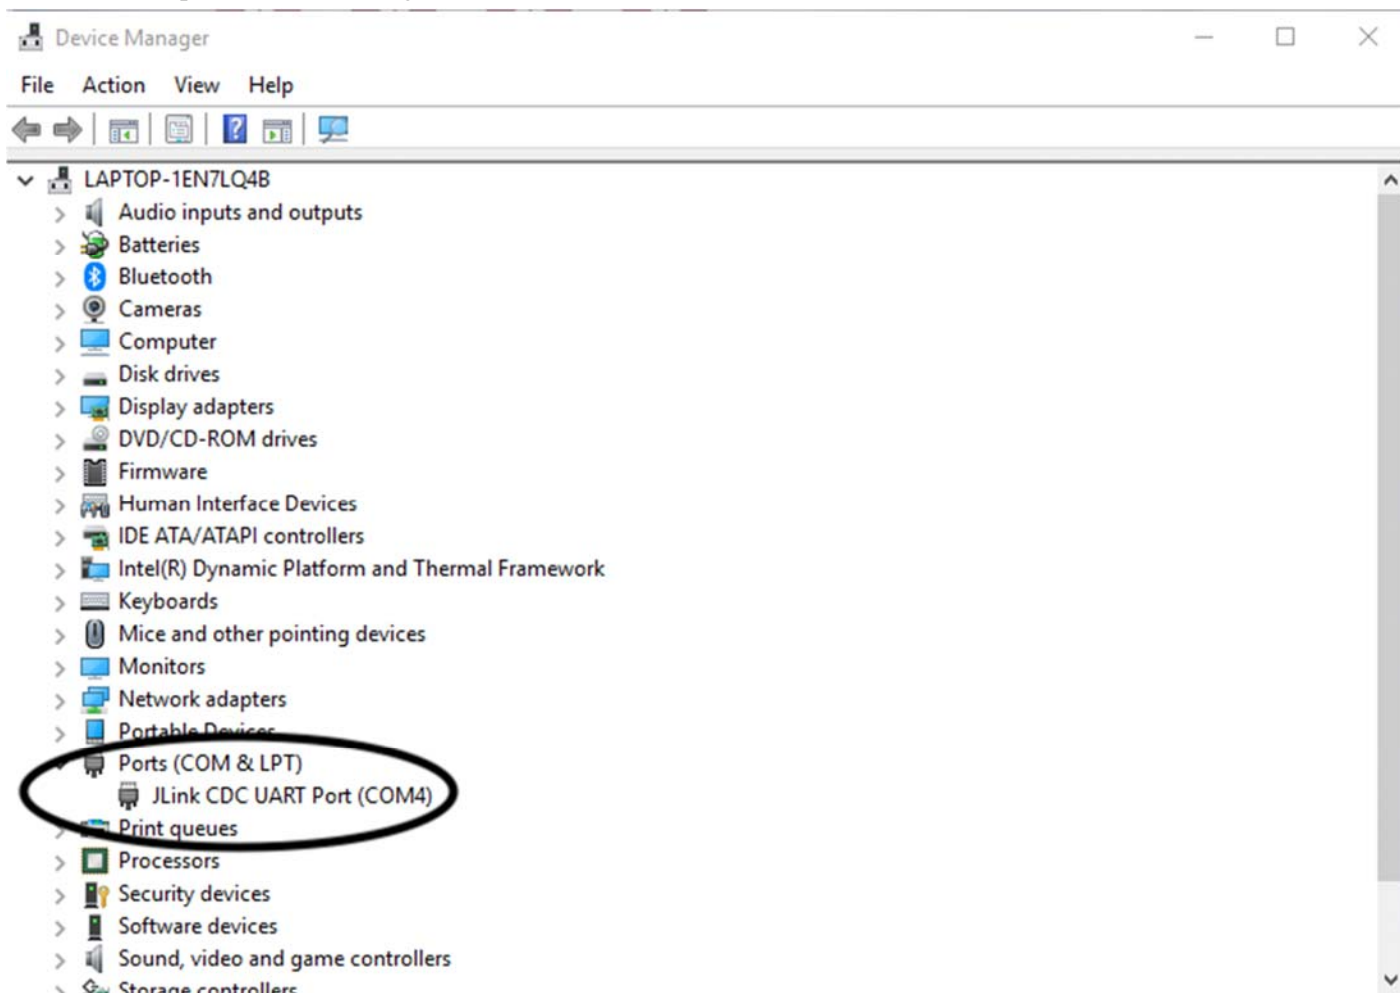 Device Manager
File Action View Help
LAPTOP-1EN7LQ4B
Audio inputs and outputs
Batteries
Bluetooth
Cameras
Computer
Disk drives
Display adapters
DVD/CD-ROM drives
Firmware
Human Interface Devices
IDE ATA/ATAPI controllers
Intel(R) Dynamic Platform and Thermal Framework
Keyboards
Mice and other pointing devices
Monitors
Network adapters
Portable Devices
Ports (COM & LPT)
JLink CDC UART Port (COM4)
Print queues
Processors
Security devices
Software devices
Sound, video and game controllers
Storage controllers